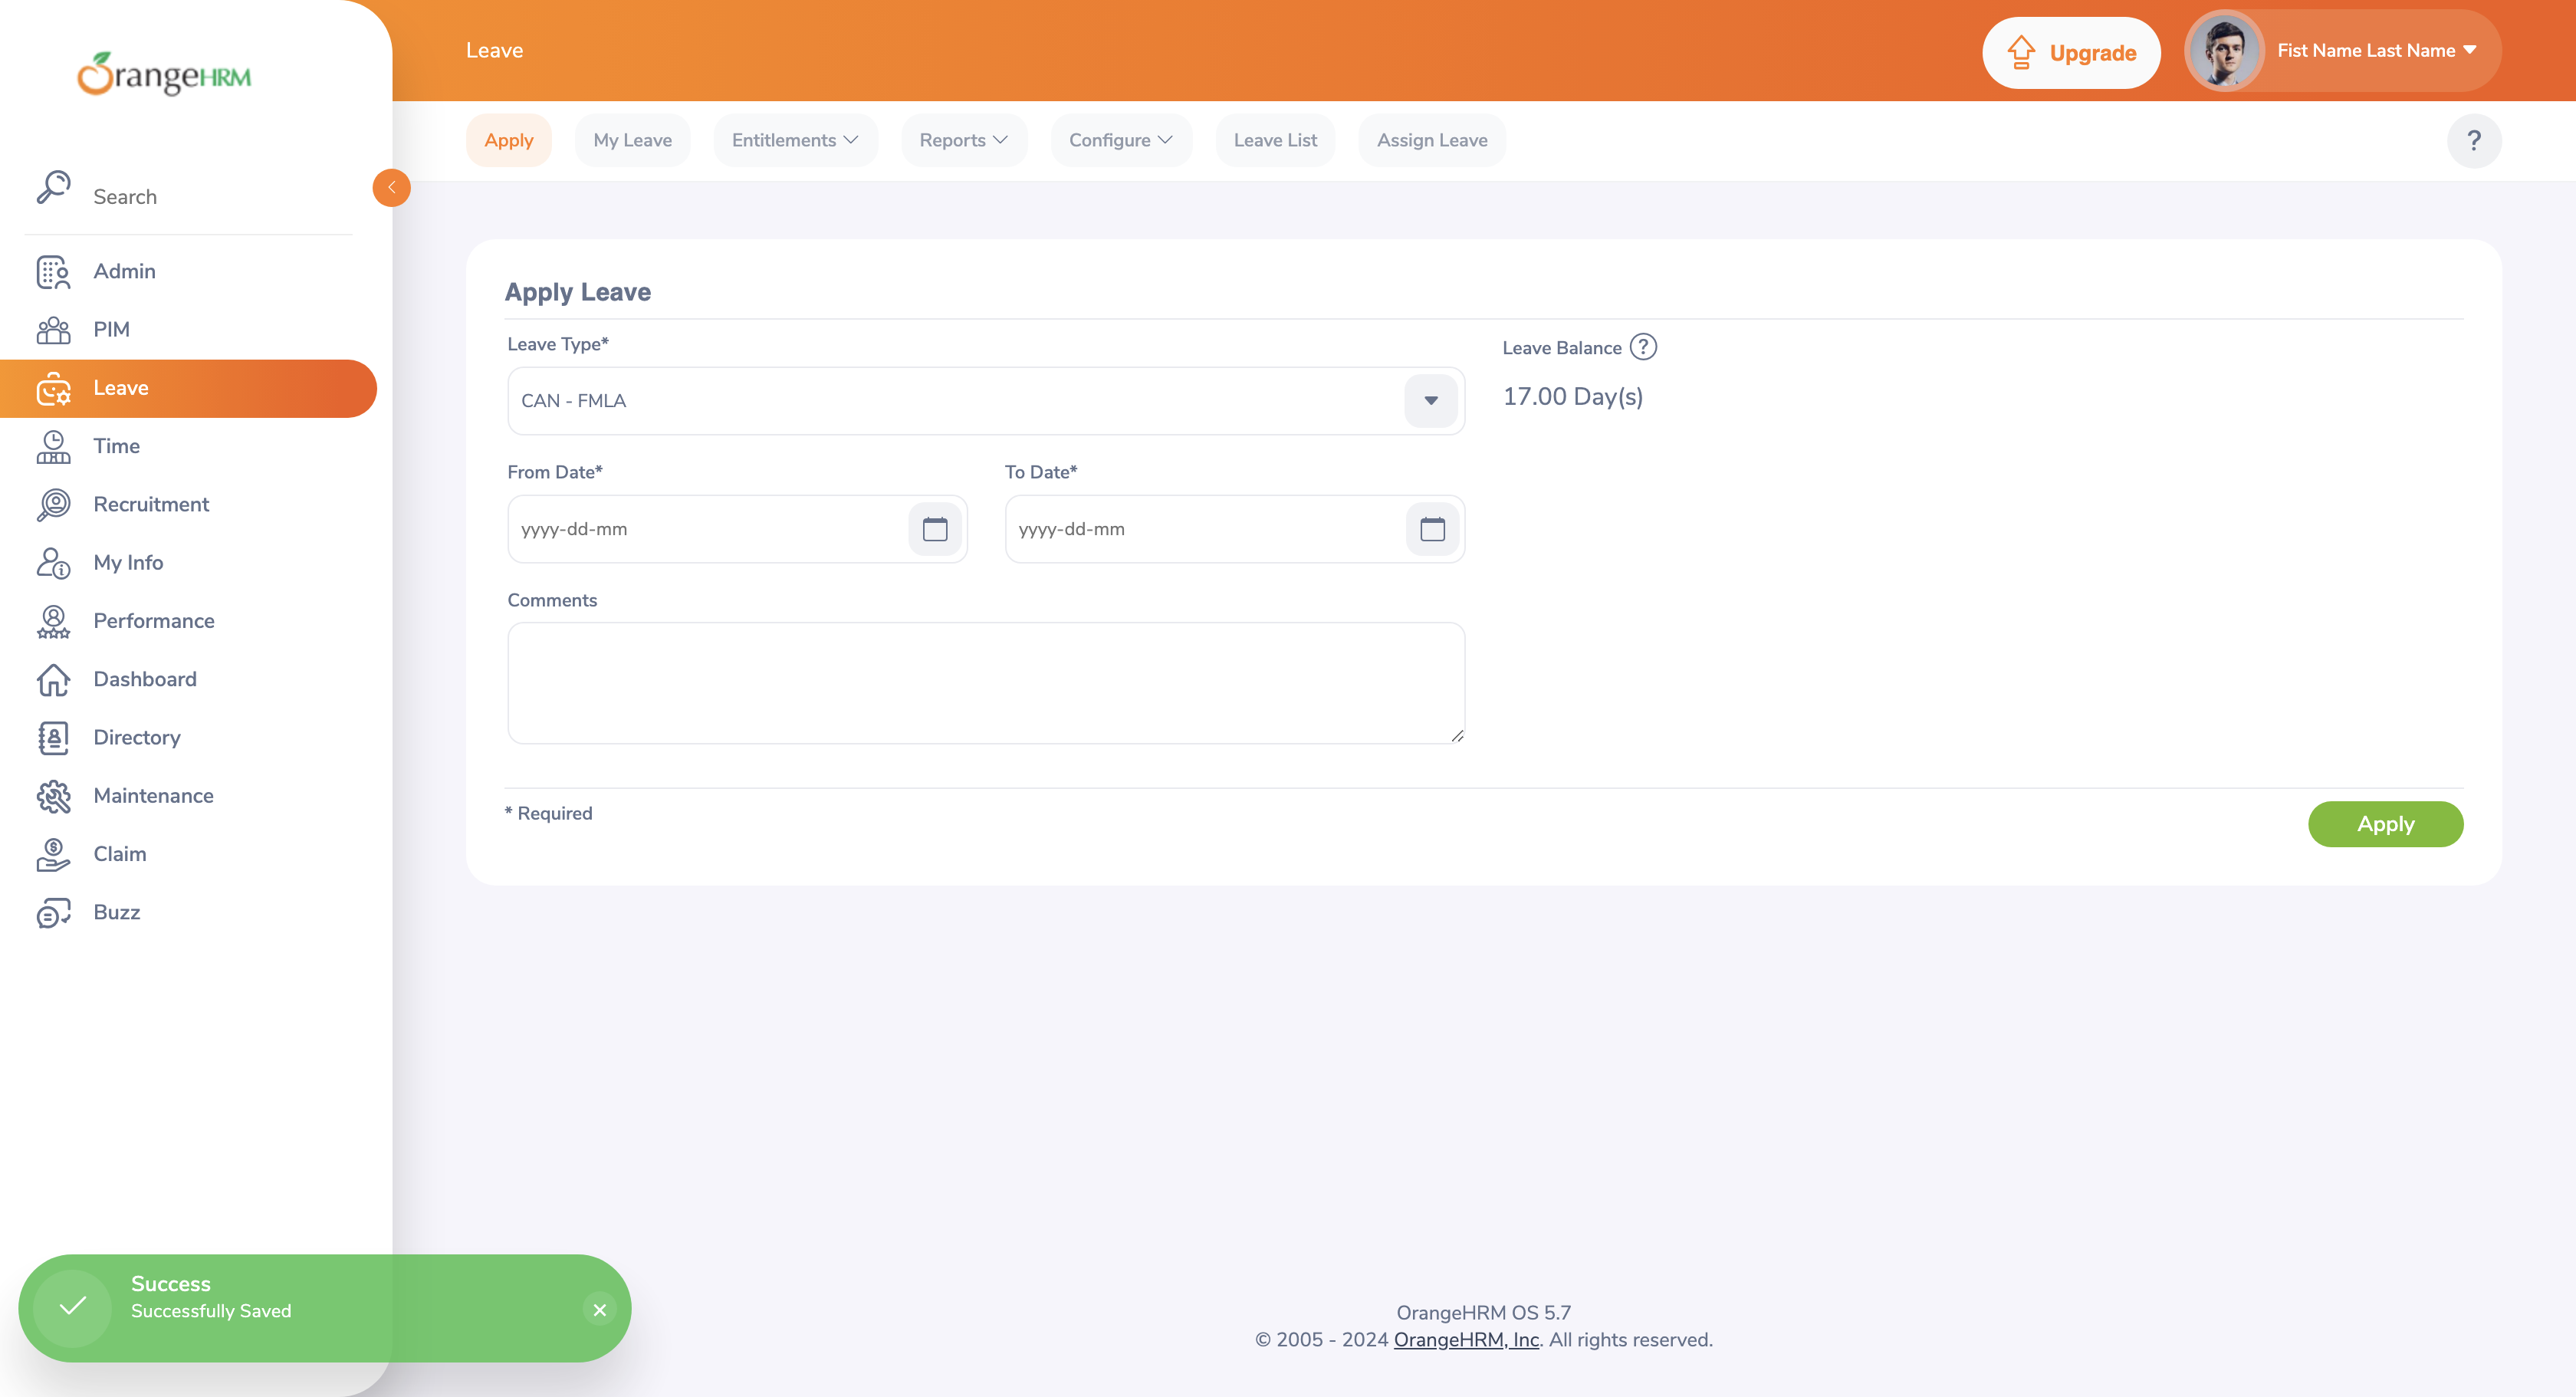 OrangeHRM
Leave
Upgrade
Fist Name Last Name
Apply
My Leave
Entitlements
Reports
Configure
Leave List
Assign Leave
?
Search
Admin
PIM
Leave
Time
Recruitment
My Info
Performance
Dashboard
Directory
Maintenance
Claim
Buzz
Apply Leave
Leave Type*
CAN - FMLA
Leave Balance ?
17.00 Day(s)
From Date*
yyyy-dd-mm
To Date*
yyyy-dd-mm
Comments
* Required
Apply
Success
Successfully Saved
OrangeHRM OS 5.7
© 2005 - 2024 OrangeHRM, Inc. All rights reserved.